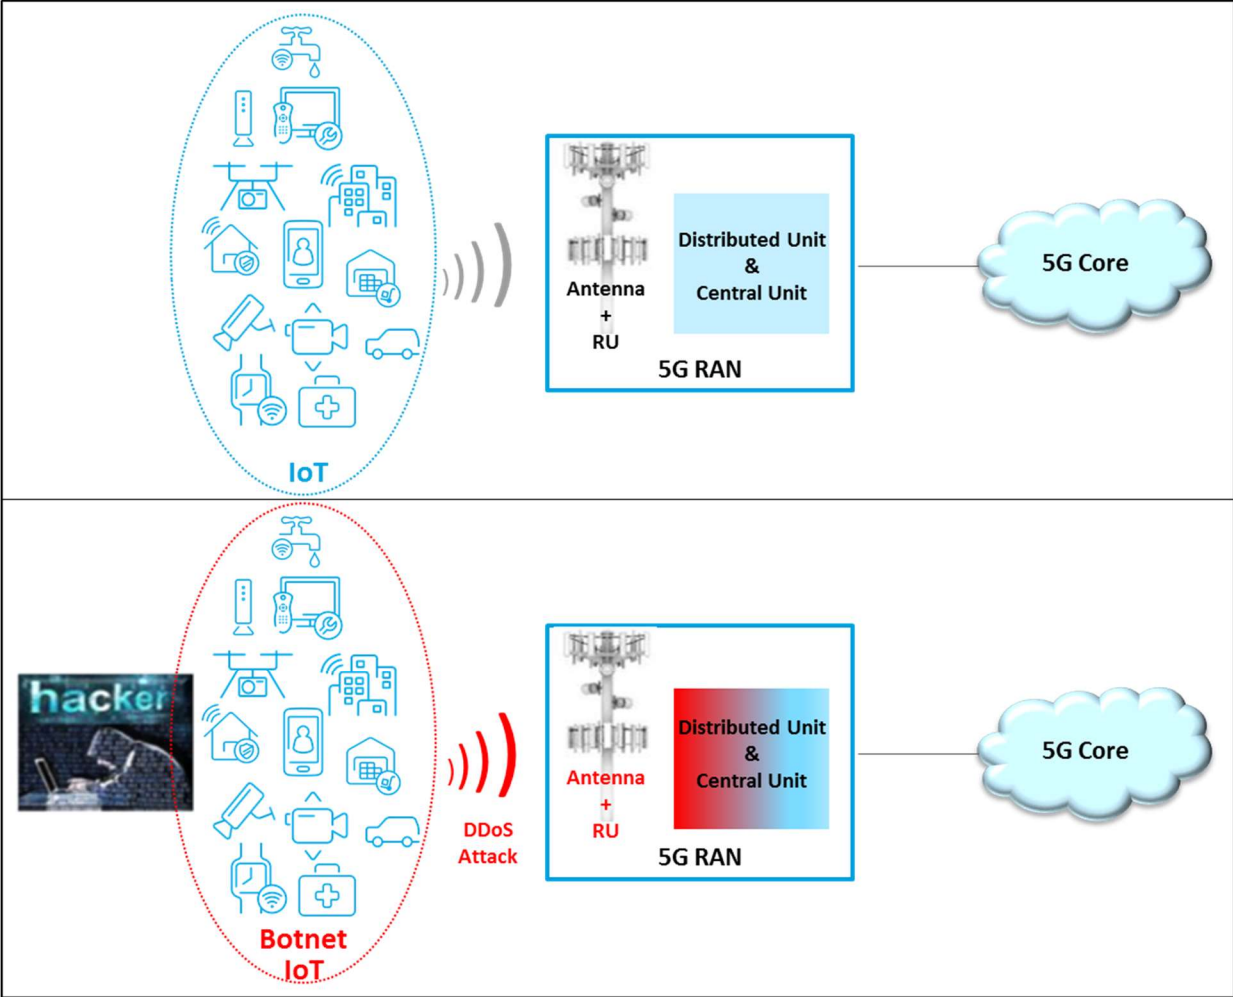 IoT
Antenna
+
RU
Distributed Unit
&
Central Unit
5G RAN
5G Core
hacker
Botnet
IoT
DDoS
Attack
Antenna
+
RU
Distributed Unit
&
Central Unit
5G RAN
5G Core